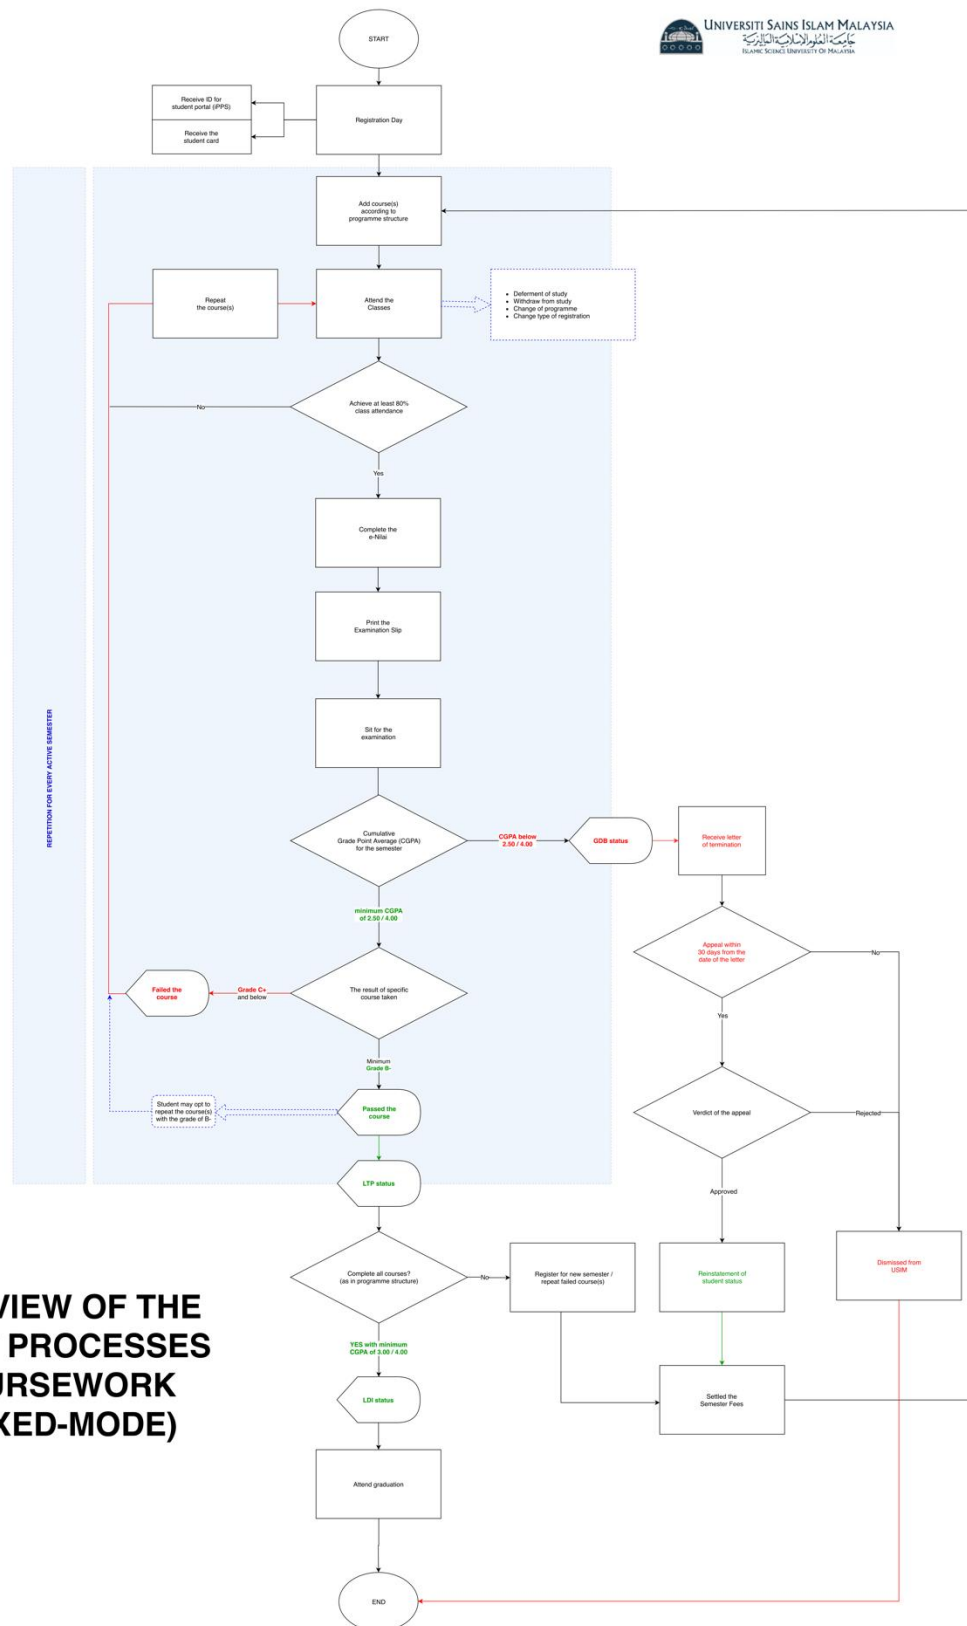 START
UNIVERSITI SAINS ISLAM MALAYSIA
جامعة العلوم الإسلامية الماليزية
ISLAMIC SCIENCE UNIVERSITY OF MALAYSIA
Receive ID for
student portal (iPPS)
Receive the
student card
Registration Day
Add course(s)
according to
programme structure
Repeat
the course(s)
Attend the
Classes
• Deferment of study
• Withdraw from study
• Change of programme
• Change type of registration
Achieve at least 80%
class attendance
No
Yes
Complete the
e-Nilai
Print the
Examination Slip
Sit for the
examination
REPETITION FOR EVERY ACTIVE SEMESTER
Cumulative
Grade Point Average (CGPA)
for the semester
CGPA below
2.50 / 4.00
GDB status
Receive letter
of termination
minimum CGPA
of 2.50 / 4.00
Appeal within
30 days from the
date of the letter
No
Yes
The result of specific
course taken
Grade C+
and below
Failed the
course
Minimum
Grade B-
Student may opt to
repeat the course(s)
with the grade of B-
Passed the
course
Verdict of the appeal
Rejected
Approved
LTP status
Complete all courses?
(as in programme structure)
No
Register for new semester /
repeat failed course(s)
Reinstatement of
student status
Dismissed from
USIM
YES with minimum
CGPA of 3.00 / 4.00
LDI status
Settled the
Semester Fees
VIEW OF THE
PROCESSES
URSEWORK
XED-MODE)
Attend graduation
END